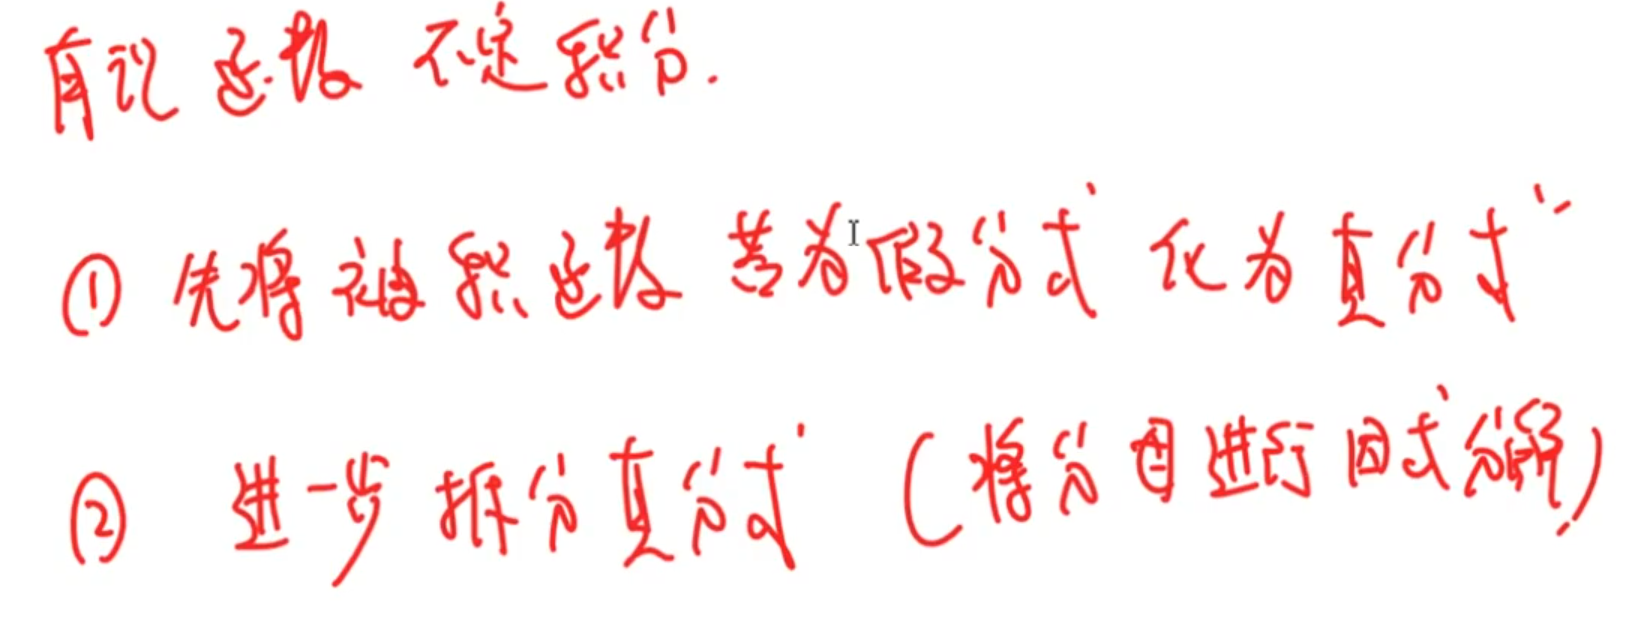 有理函数 不定积分.
① 先将被积函数 若为假分式 化为真分式
② 进一步拆分真分式 (将分母进行因式分解)